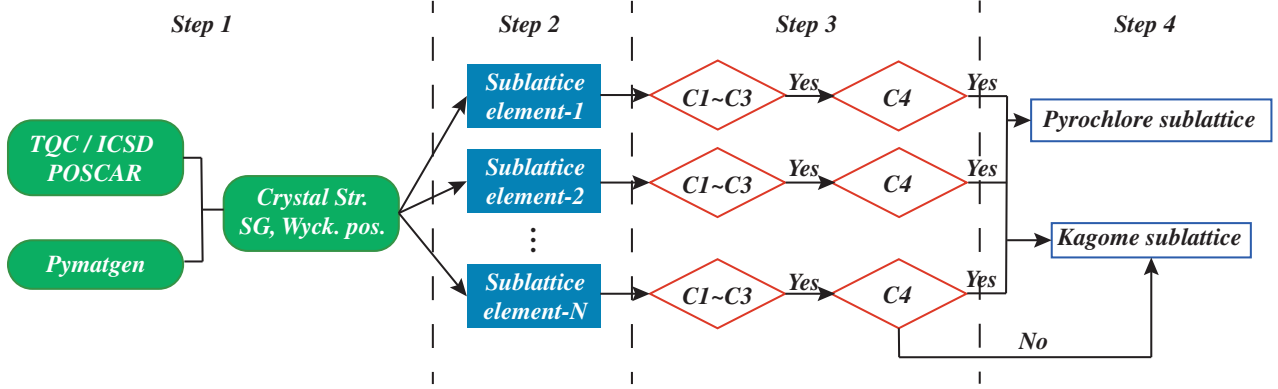 Step 1
Step 2
Step 3
Step 4
TQC / ICSD
POSCAR
Pymatgen
Crystal Str.
SG, Wyck. pos.
Sublattice
element-1
C1~C3
Yes
C4
Yes
Sublattice
element-2
C1~C3
Yes
C4
Yes
⋮
Sublattice
element-N
C1~C3
Yes
C4
Yes
No
Pyrochlore sublattice
Kagome sublattice